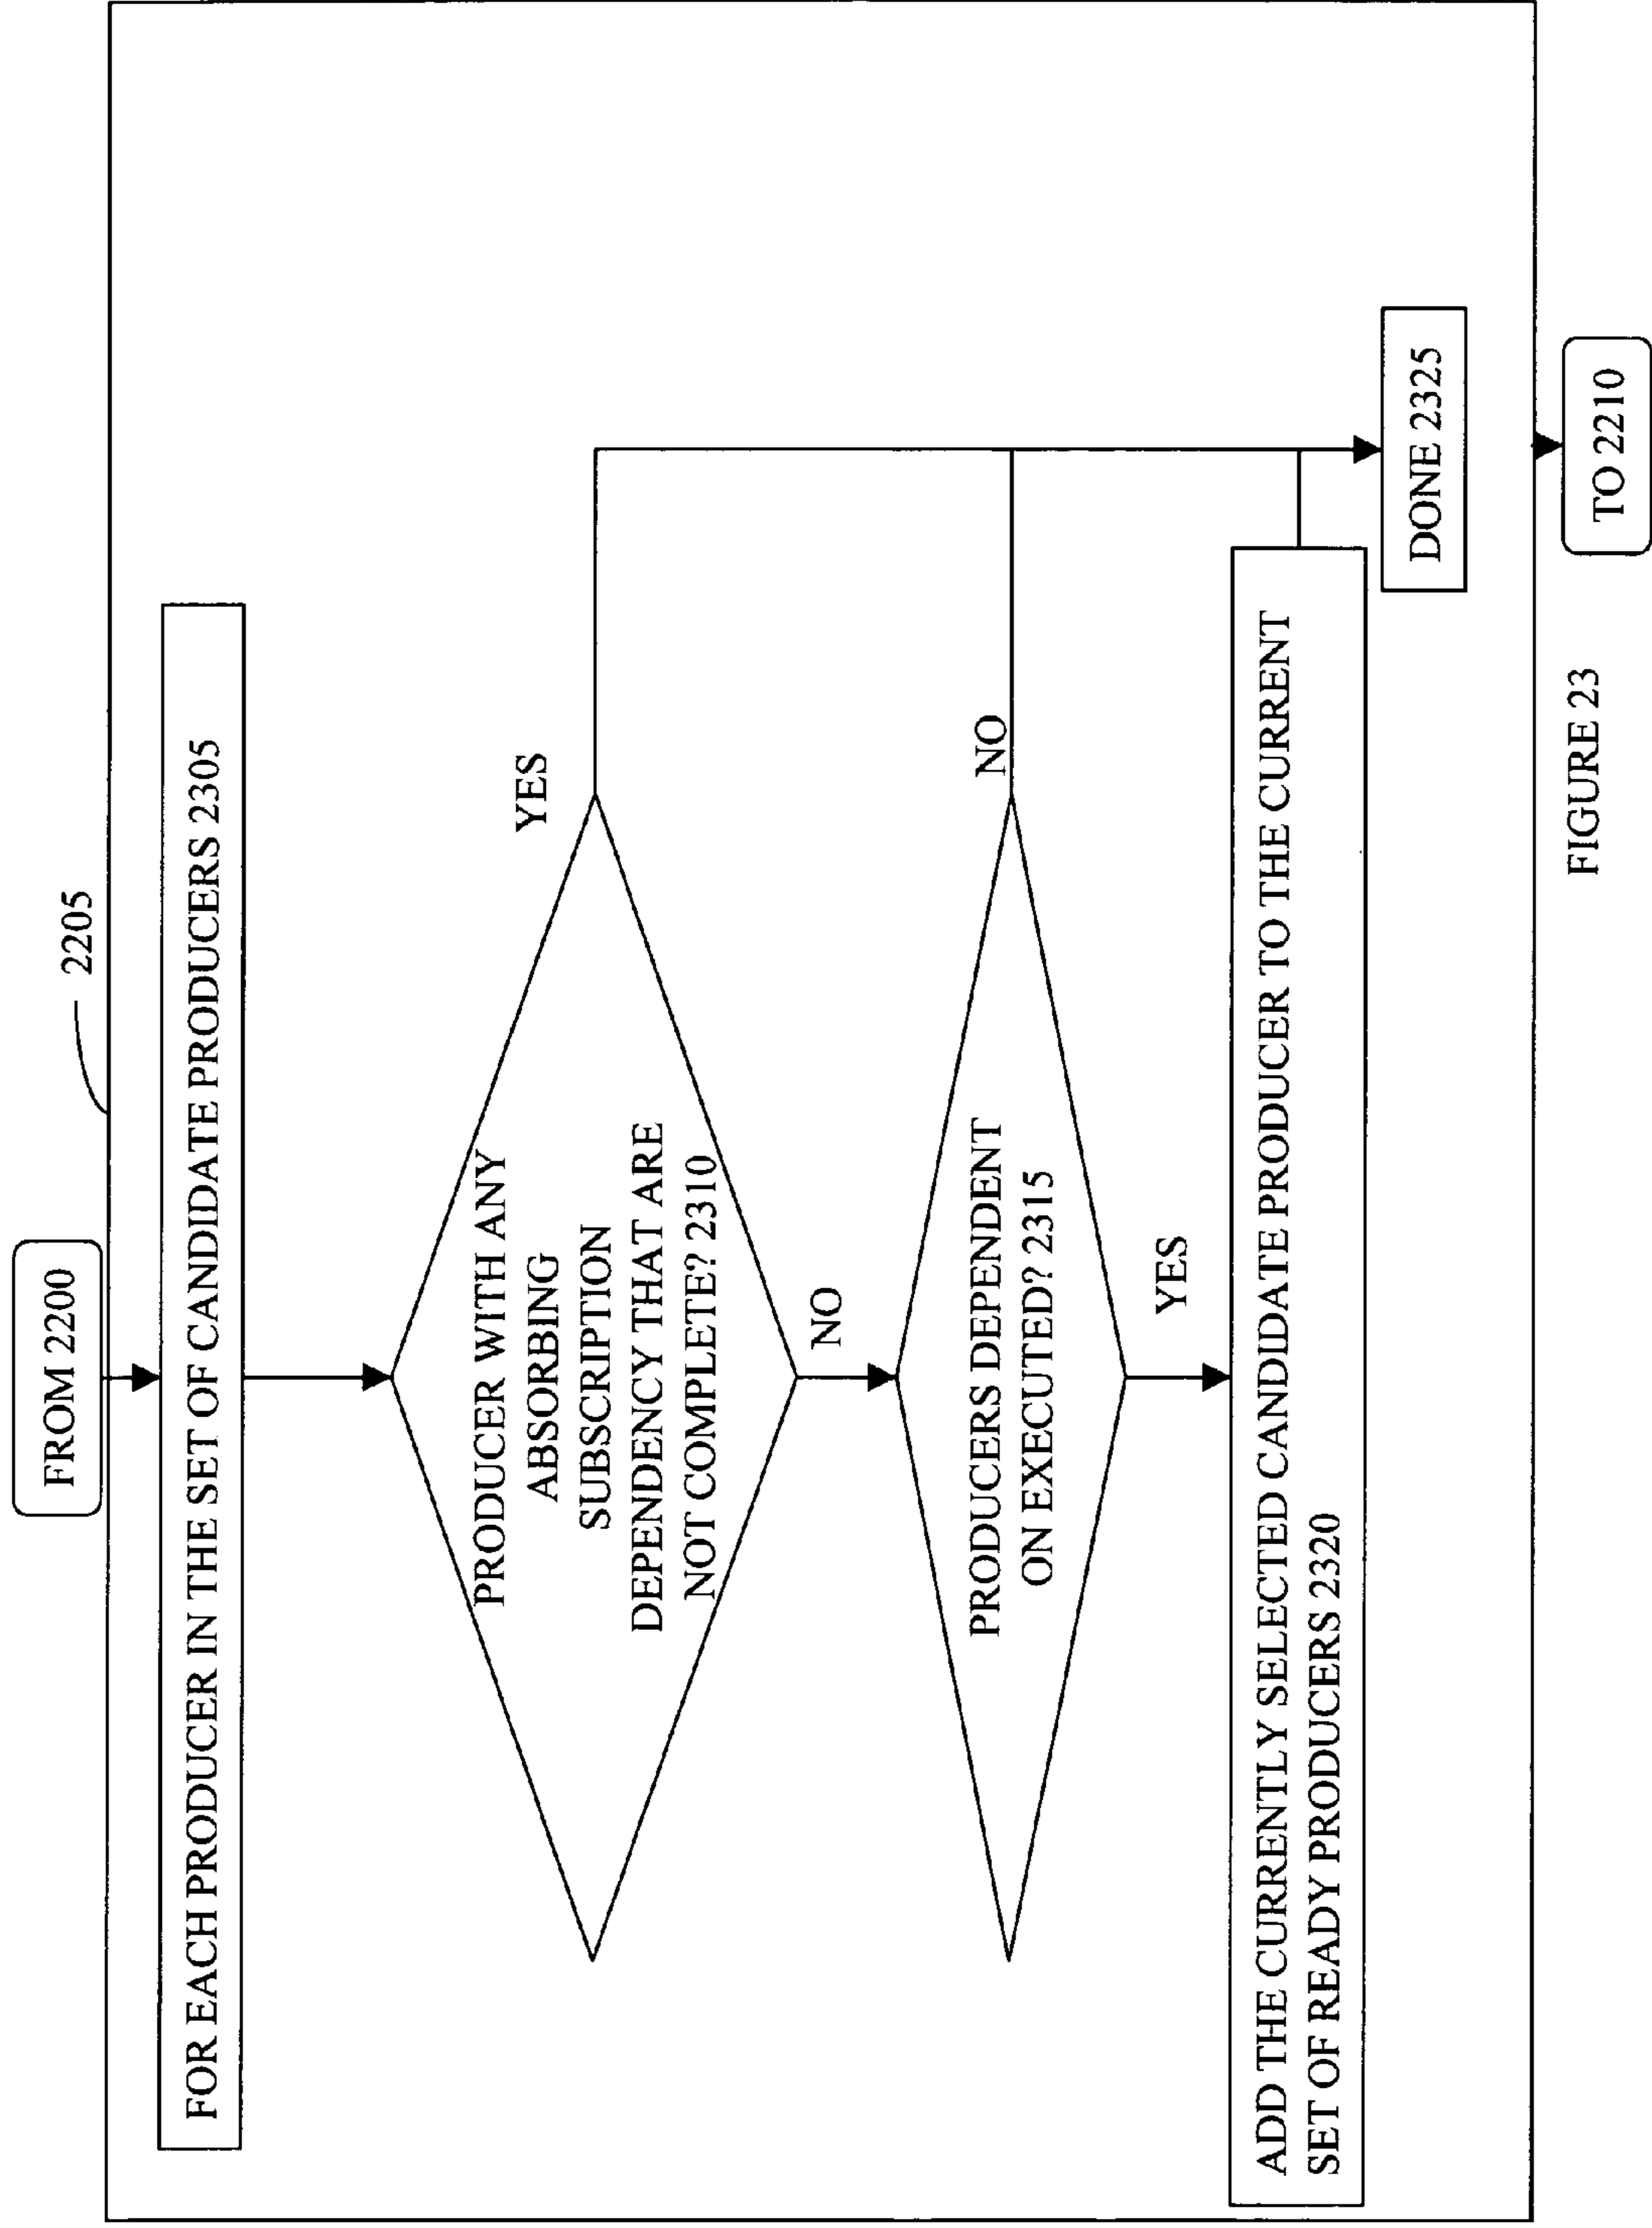 FROM 2200
2205
FOR EACH PRODUCER IN THE SET OF CANDIDATE PRODUCERS 2305
PRODUCER WITH ANY
ABSORBING
SUBSCRIPTION
DEPENDENCY THAT ARE
NOT COMPLETE? 2310
YES
NO
PRODUCERS DEPENDENT
ON EXECUTED? 2315
NO
YES
ADD THE CURRENTLY SELECTED CANDIDATE PRODUCER TO THE CURRENT
SET OF READY PRODUCERS 2320
DONE 2325
TO 2210
FIGURE 23